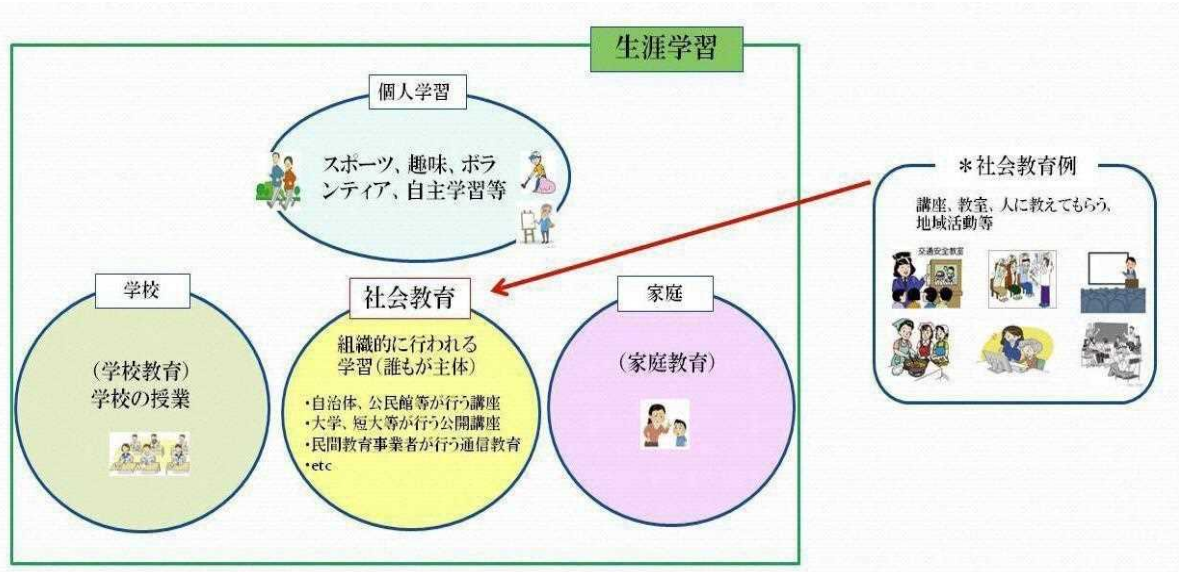 生涯学習
個人学習
スポーツ、趣味、ボラ
ンティア、自主学習等
＊社会教育例
講座、教室、人に教えてもらう、
地域活動等
交通安全教室
学校
(学校教育)
学校の授業
社会教育
組織的に行われる
学習(誰もが主体)
・自治体、公民館等が行う講座
・大学、短大等が行う公開講座
・民間教育事業者が行う通信教育
・etc
家庭
(家庭教育)